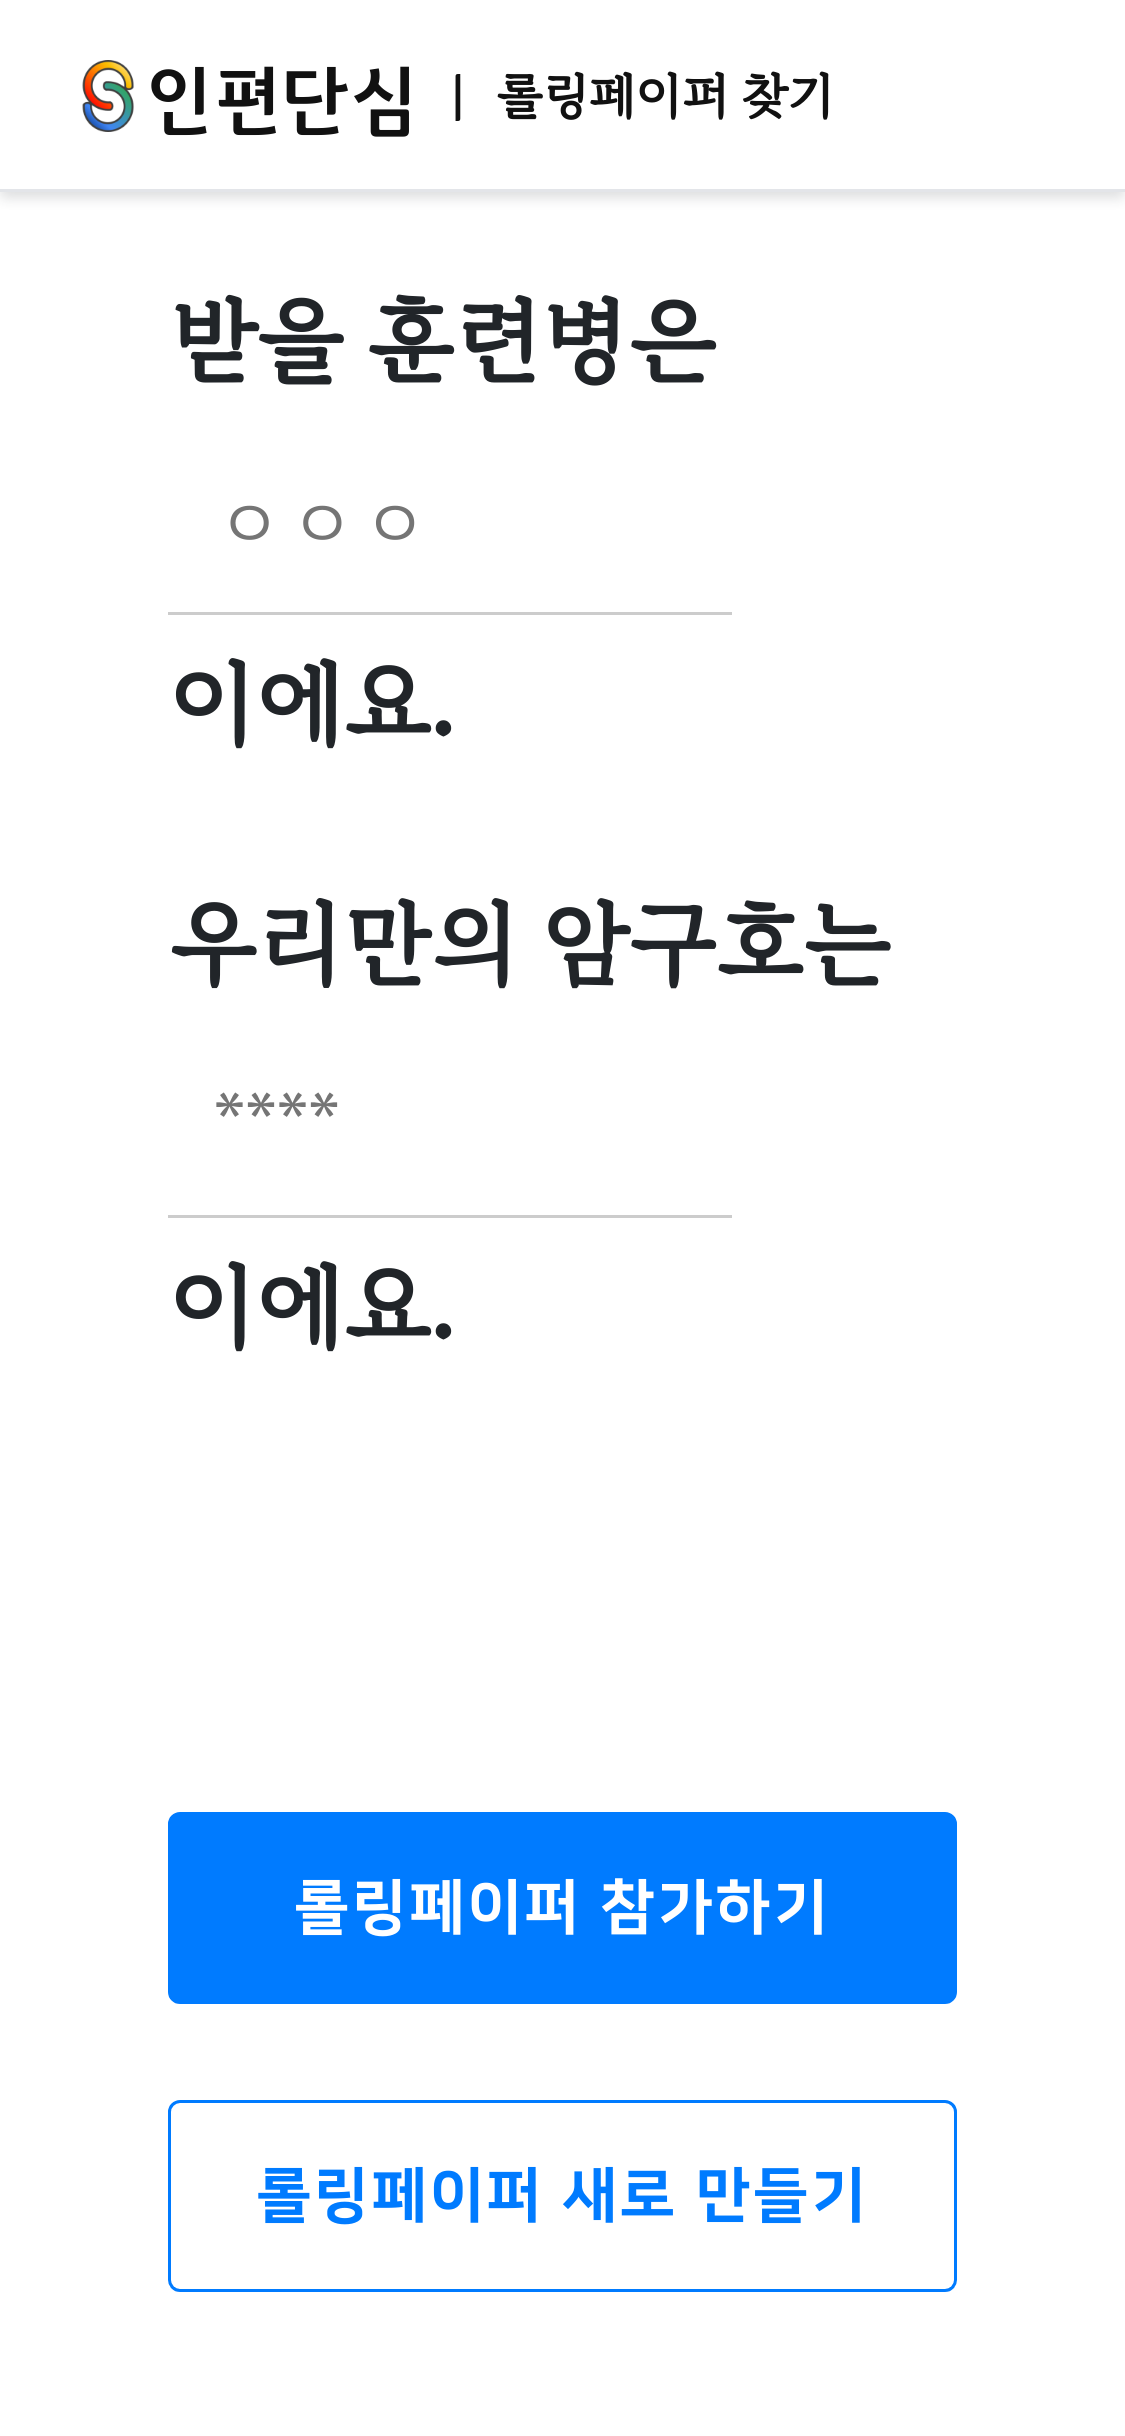 인편단심 | 롤링페이퍼 찾기
받을 훈련병은
ㅇㅇㅇ
이에요.
우리만의 암구호는
****
이에요.
롤링페이퍼 참가하기
롤링페이퍼 새로 만들기